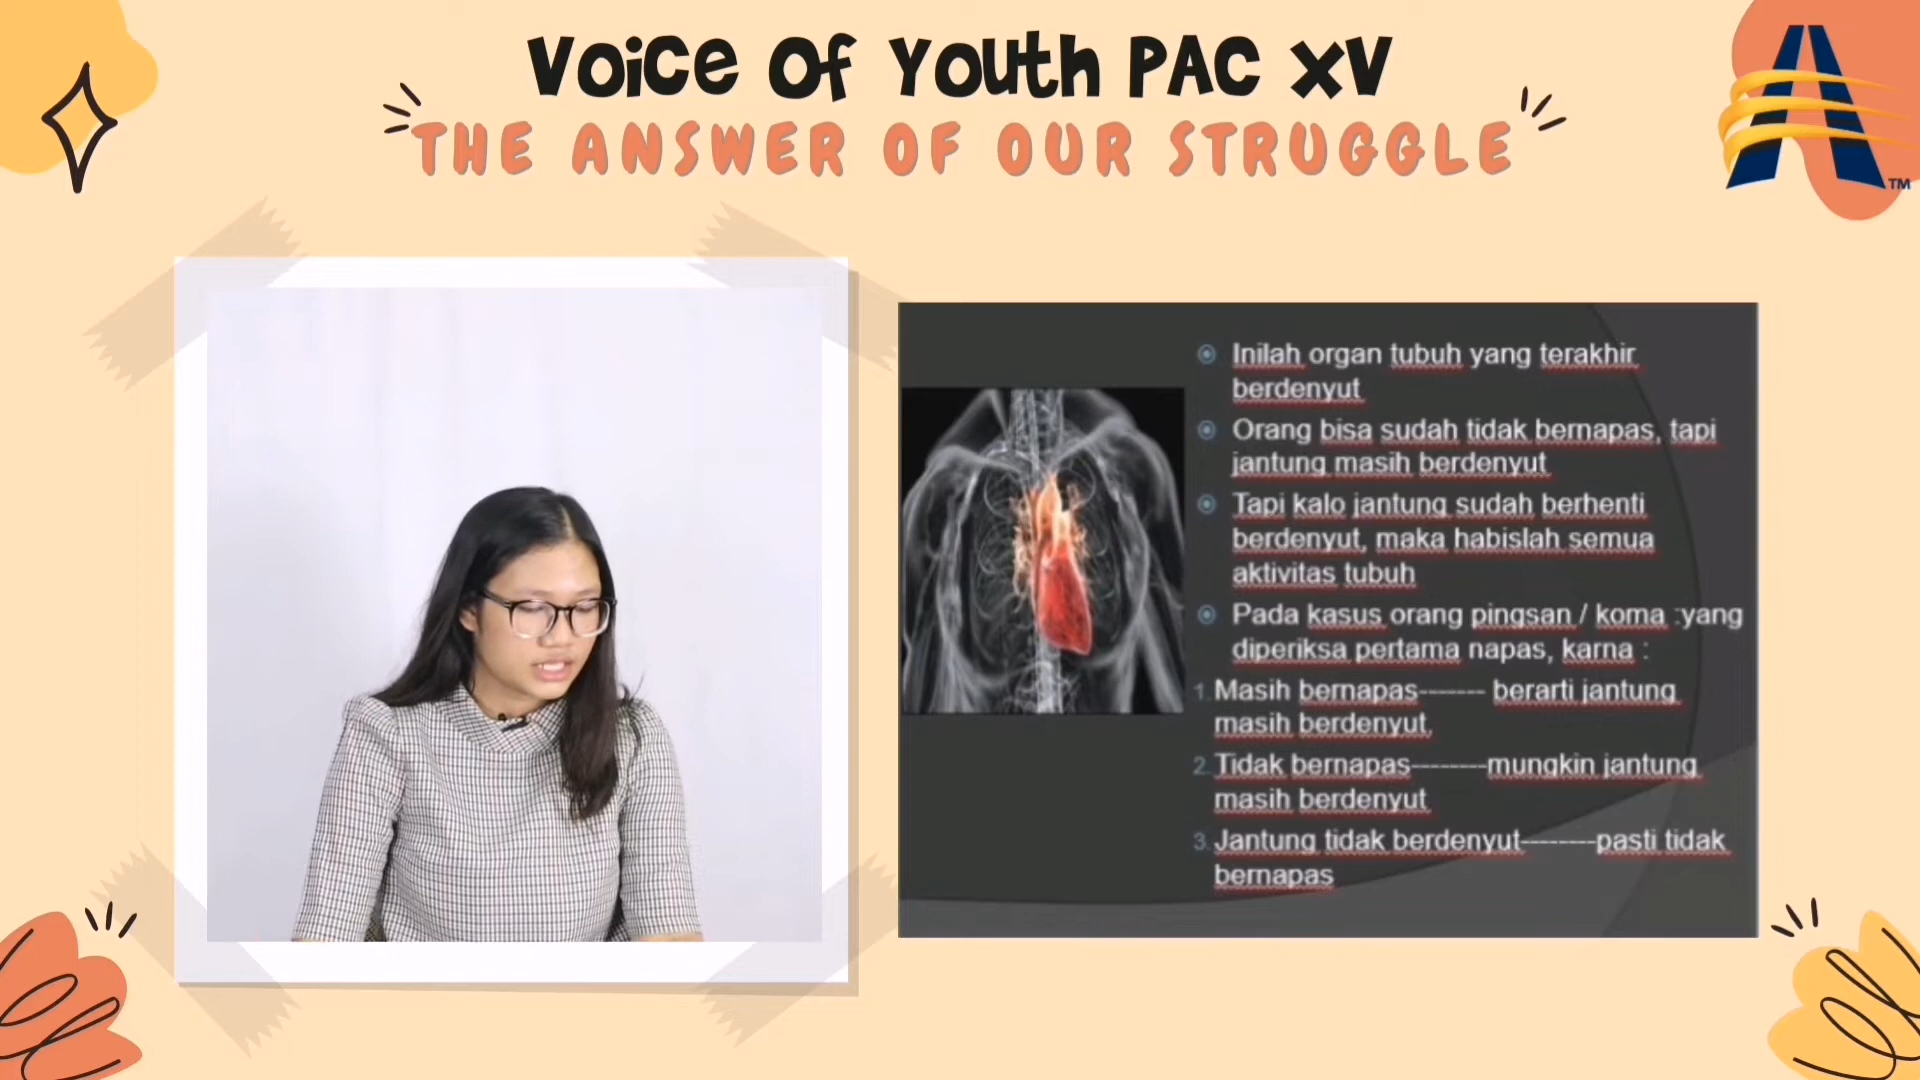 Voice Of Youth PAC XV
THE ANSWER OF OUR STRUGGLE
TM
Inilah organ tubuh yang terakhir
berdenyut
Orang bisa sudah tidak bernapas, tapi
jantung masih berdenyut
Tapi kalo jantung sudah berhenti
berdenyut, maka habislah semua
aktivitas tubuh
Pada kasus orang pingsan / koma :yang
diperiksa pertama napas, karna :
1. Masih bernapas------- berarti jantung
masih berdenyut,
2. Tidak bernapas--------mungkin jantung
masih berdenyut
3. Jantung tidak berdenyut--------pasti tidak
bernapas